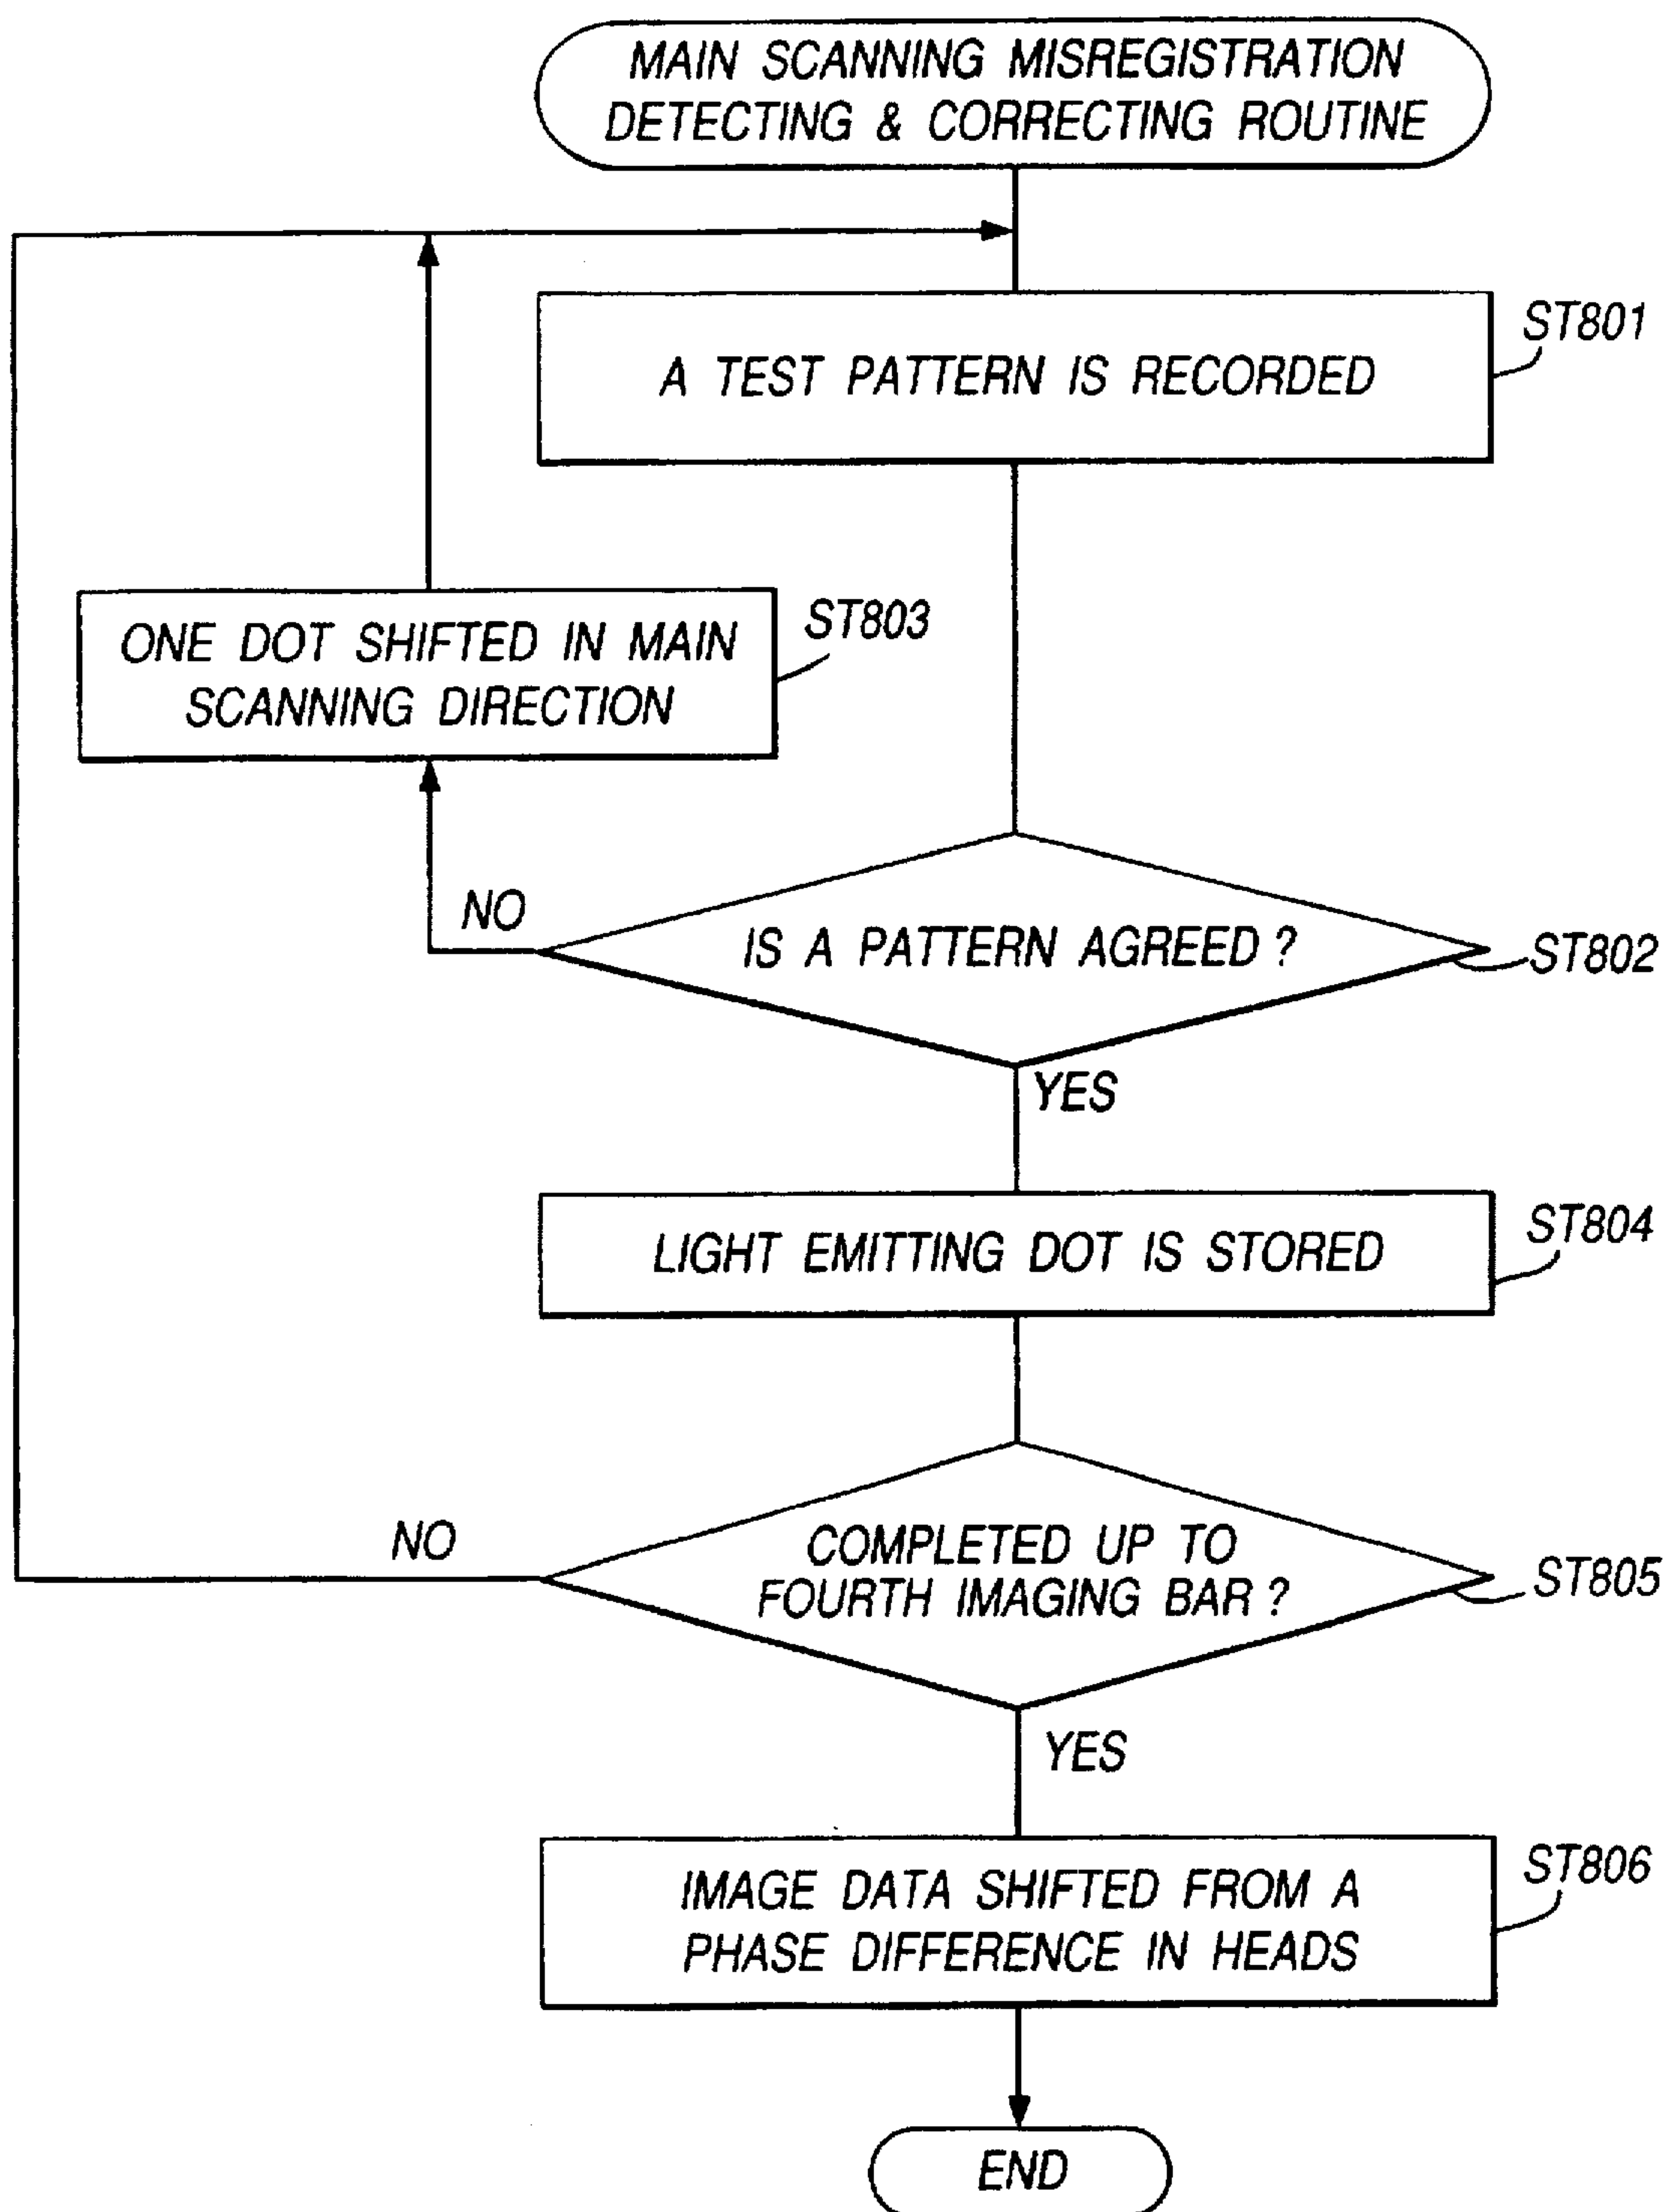 MAIN SCANNING MISREGISTRATION
DETECTING & CORRECTING ROUTINE
A TEST PATTERN IS RECORDED
ST801
ONE DOT SHIFTED IN MAIN
SCANNING DIRECTION
ST803
NO
IS A PATTERN AGREED ?
ST802
YES
LIGHT EMITTING DOT IS STORED
ST804
NO
COMPLETED UP TO
FOURTH IMAGING BAR ?
ST805
YES
IMAGE DATA SHIFTED FROM A
PHASE DIFFERENCE IN HEADS
ST806
END